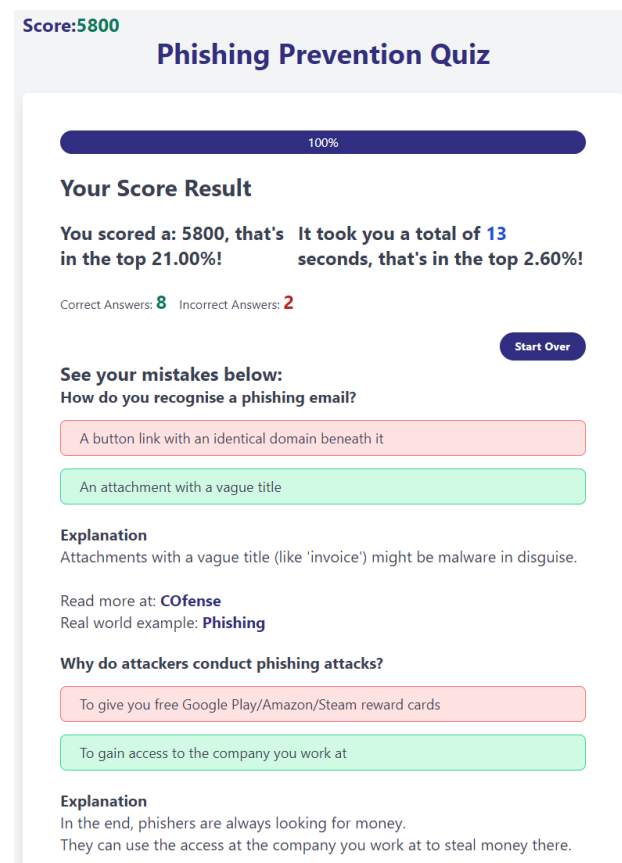 Score:5800
Phishing Prevention Quiz
100%
Your Score Result
You scored a: 5800, that's
in the top 21.00%!
It took you a total of 13
seconds, that's in the top 2.60%!
Correct Answers: 8 Incorrect Answers: 2
Start Over
See your mistakes below:
How do you recognise a phishing email?
A button link with an identical domain beneath it
An attachment with a vague title
Explanation
Attachments with a vague title (like 'invoice') might be malware in disguise.
Read more at: COfense
Real world example: Phishing
Why do attackers conduct phishing attacks?
To give you free Google Play/Amazon/Steam reward cards
To gain access to the company you work at
Explanation
In the end, phishers are always looking for money.
They can use the access at the company you work at to steal money there.